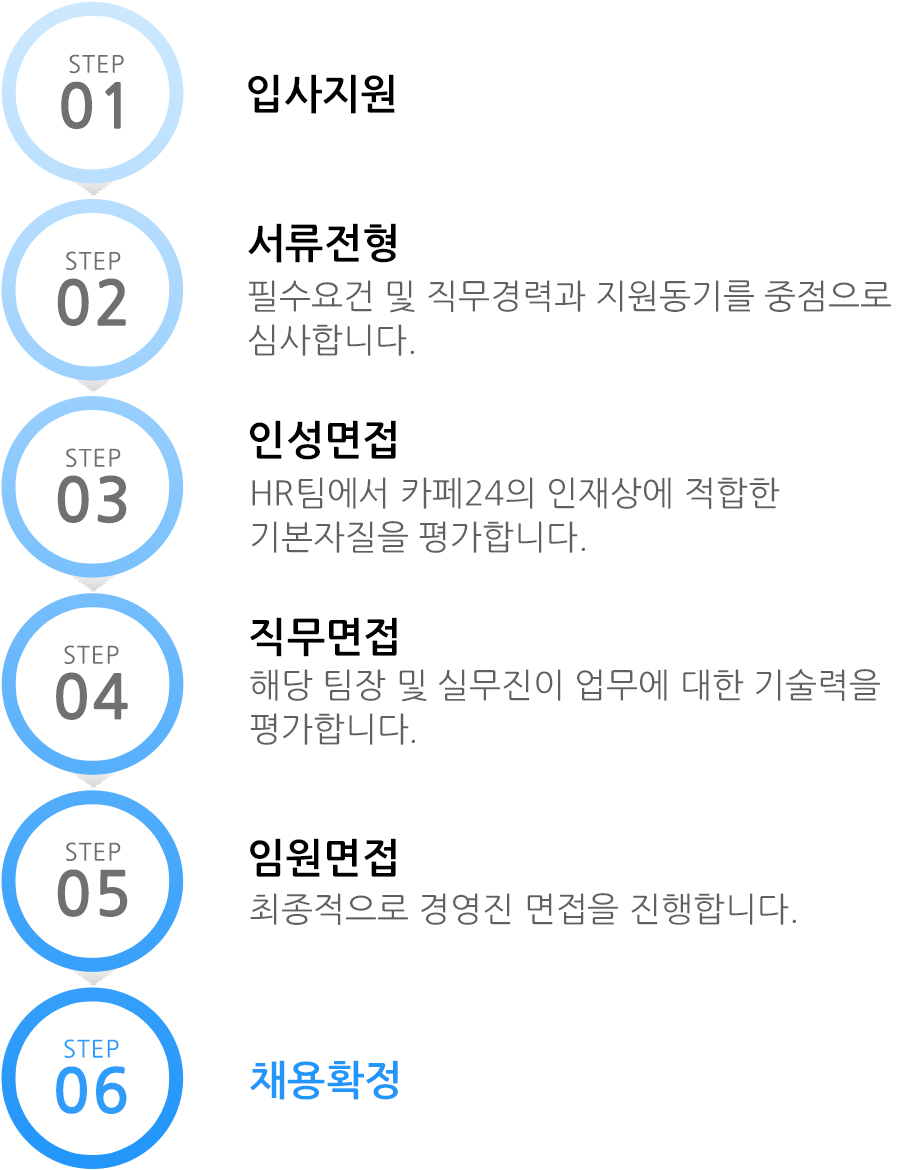 STEP
01
입사지원
STEP
02
서류전형
필수요건 및 직무경력과 지원동기를 중점으로
심사합니다.
STEP
03
인성면접
HR팀에서 카페24의 인재상에 적합한
기본자질을 평가합니다.
STEP
04
직무면접
해당 팀장 및 실무진이 업무에 대한 기술력을
평가합니다.
STEP
05
임원면접
최종적으로 경영진 면접을 진행합니다.
STEP
06
채용확정